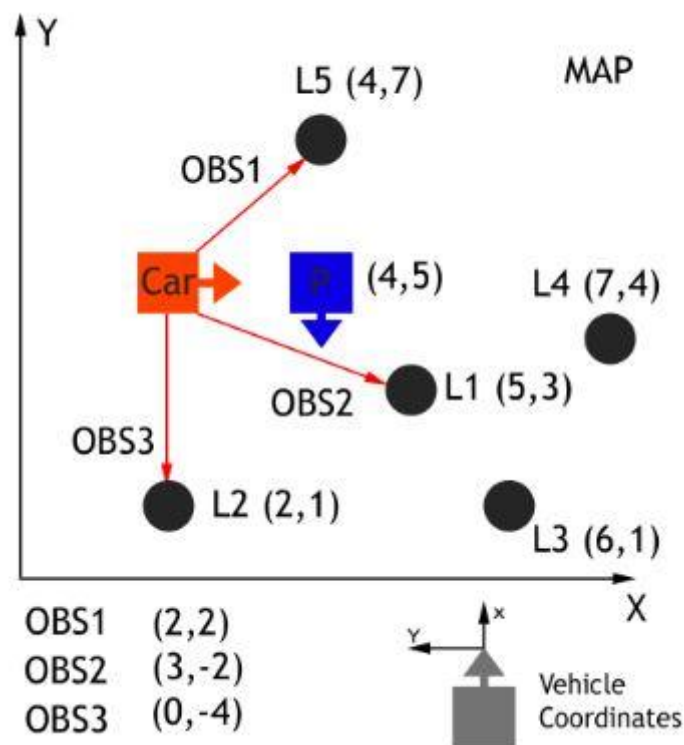 Y
MAP
L5 (4,7)
OBS1
Car
P (4,5)
L4 (7,4)
OBS2
L1 (5,3)
OBS3
L2 (2,1)
L3 (6,1)
X
OBS1 (2,2)
OBS2 (3,-2)
OBS3 (0,-4)
x
Y
Vehicle
Coordinates